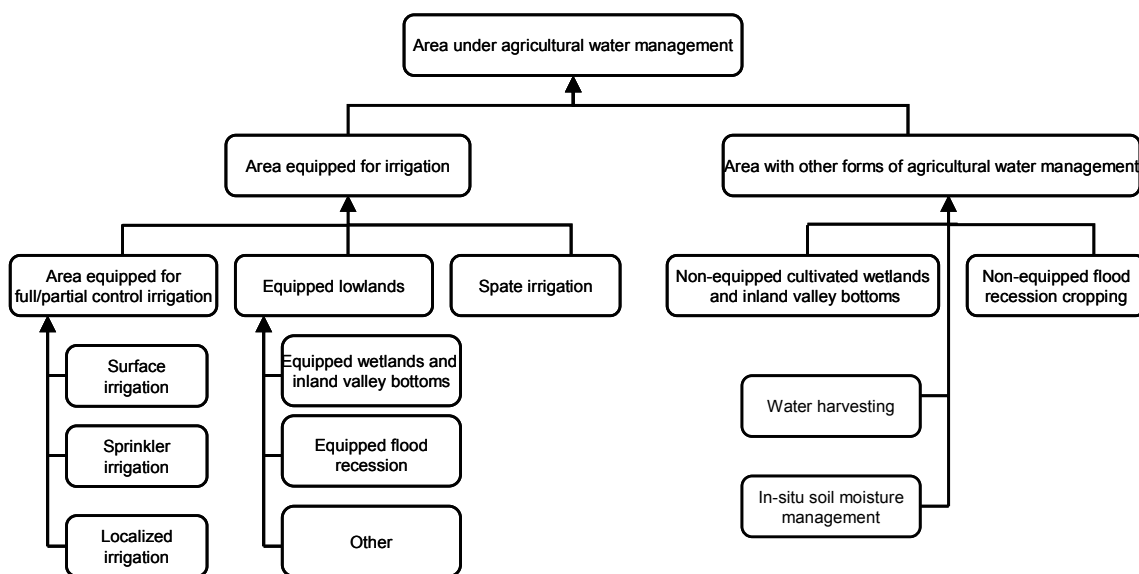 Area under agricultural water management
Area equipped for irrigation
Area with other forms of agricultural water management
Area equipped for
full/partial control irrigation
Equipped lowlands
Spate irrigation
Non-equipped cultivated wetlands
and inland valley bottoms
Non-equipped flood
recession cropping
Surface
irrigation
Equipped wetlands and
inland valley bottoms
Water harvesting
Sprinkler
irrigation
Equipped flood
recession
In-situ soil moisture
management
Localized
irrigation
Other